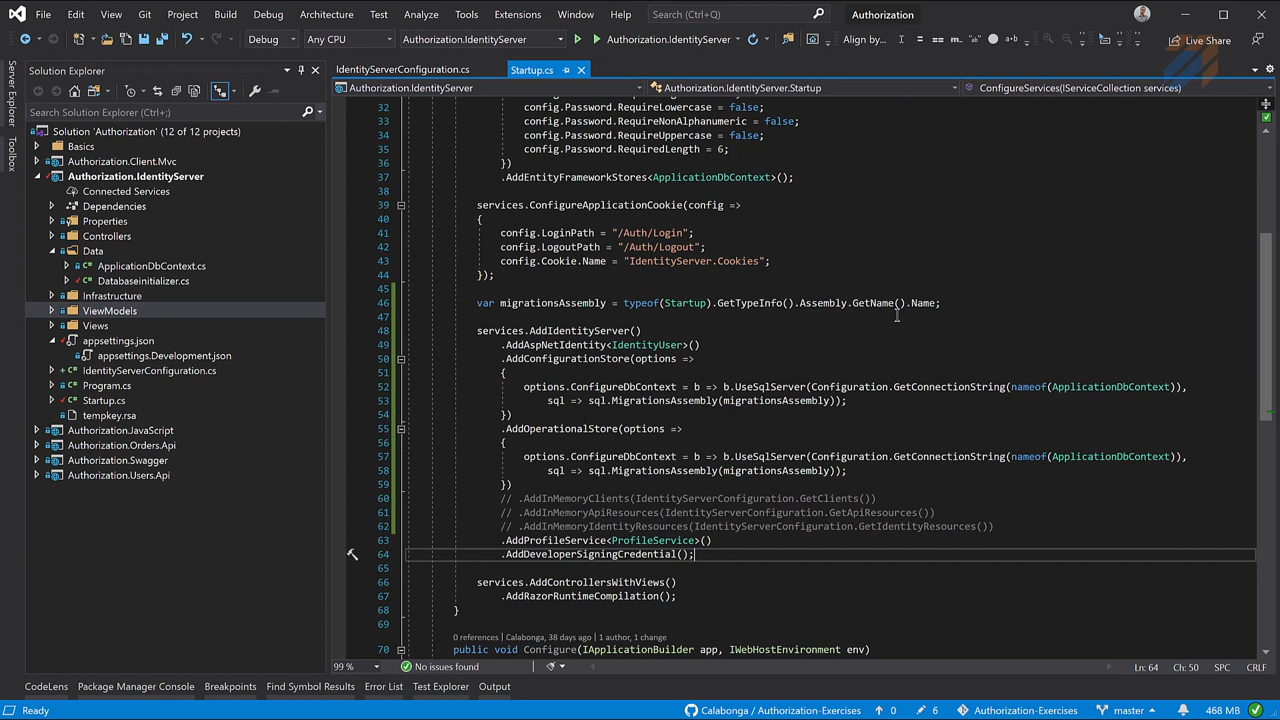 File Edit View Git Project Build Debug Architecture Test Analyze Tools Extensions Window Help Search (Ctrl+Q) Authorization
Debug Any CPU Authorization.IdentityServer Authorization.IdentityServer Align by... Live Share
Server Explorer
Toolbox
Solution Explorer
Search Solution Explorer (Ctrl+;)
Solution 'Authorization' (12 of 12 projects)
Basics
Authorization.Client.Mvc
Authorization.IdentityServer
Connected Services
Dependencies
Properties
Controllers
Data
ApplicationDbContext.cs
Databaseinitializer.cs
Infrastructure
ViewModels
Views
appsettings.json
appsettings.Development.json
IdentityServerConfiguration.cs
Program.cs
Startup.cs
tempkey.rsa
Authorization.JavaScript
Authorization.Orders.Api
Authorization.Swagger
Authorization.Users.Api
IdentityServerConfiguration.cs Startup.cs
Authorization.IdentityServer Authorization.IdentityServer.Startup ConfigureServices(IServiceCollection services)
32 config.Password.RequireLowercase = false;
33 config.Password.RequireNonAlphanumeric = false;
34 config.Password.RequireUppercase = false;
35 config.Password.RequiredLength = 6;
36 })
37 .AddEntityFrameworkStores<ApplicationDbContext>();
38
39 services.ConfigureApplicationCookie(config =>
40 {
41 config.LoginPath = "/Auth/Login";
42 config.LogoutPath = "/Auth/Logout";
43 config.Cookie.Name = "IdentityServer.Cookies";
44 });
45
46 var migrationsAssembly = typeof(Startup).GetTypeInfo().Assembly.GetName().Name;
47
48 services.AddIdentityServer()
49 .AddAspNetIdentity<IdentityUser>()
50 .AddConfigurationStore(options =>
51 {
52 options.ConfigureDbContext = b => b.UseSqlServer(Configuration.GetConnectionString(nameof(ApplicationDbContext)),
53 sql => sql.MigrationsAssembly(migrationsAssembly));
54 })
55 .AddOperationalStore(options =>
56 {
57 options.ConfigureDbContext = b => b.UseSqlServer(Configuration.GetConnectionString(nameof(ApplicationDbContext)),
58 sql => sql.MigrationsAssembly(migrationsAssembly));
59 })
60 // .AddInMemoryClients(IdentityServerConfiguration.GetClients())
61 // .AddInMemoryApiResources(IdentityServerConfiguration.GetApiResources())
62 // .AddInMemoryIdentityResources(IdentityServerConfiguration.GetIdentityResources())
63 .AddProfileService<ProfileService>()
64 .AddDeveloperSigningCredential();
65
66 services.AddControllersWithViews()
67 .AddRazorRuntimeCompilation();
68 }
69
0 references | Calabonga, 38 days ago | 1 author, 1 change
70 public void Configure(IApplicationBuilder app, IWebHostEnvironment env)
99 % No issues found Ln: 64 Ch: 50 SPC CRLF
CodeLens Package Manager Console Breakpoints Find Symbol Results Error List Test Explorer Output
Ready Calabonga/Authorization-Exercises 0 6 Authorization-Exercises master 468 MB